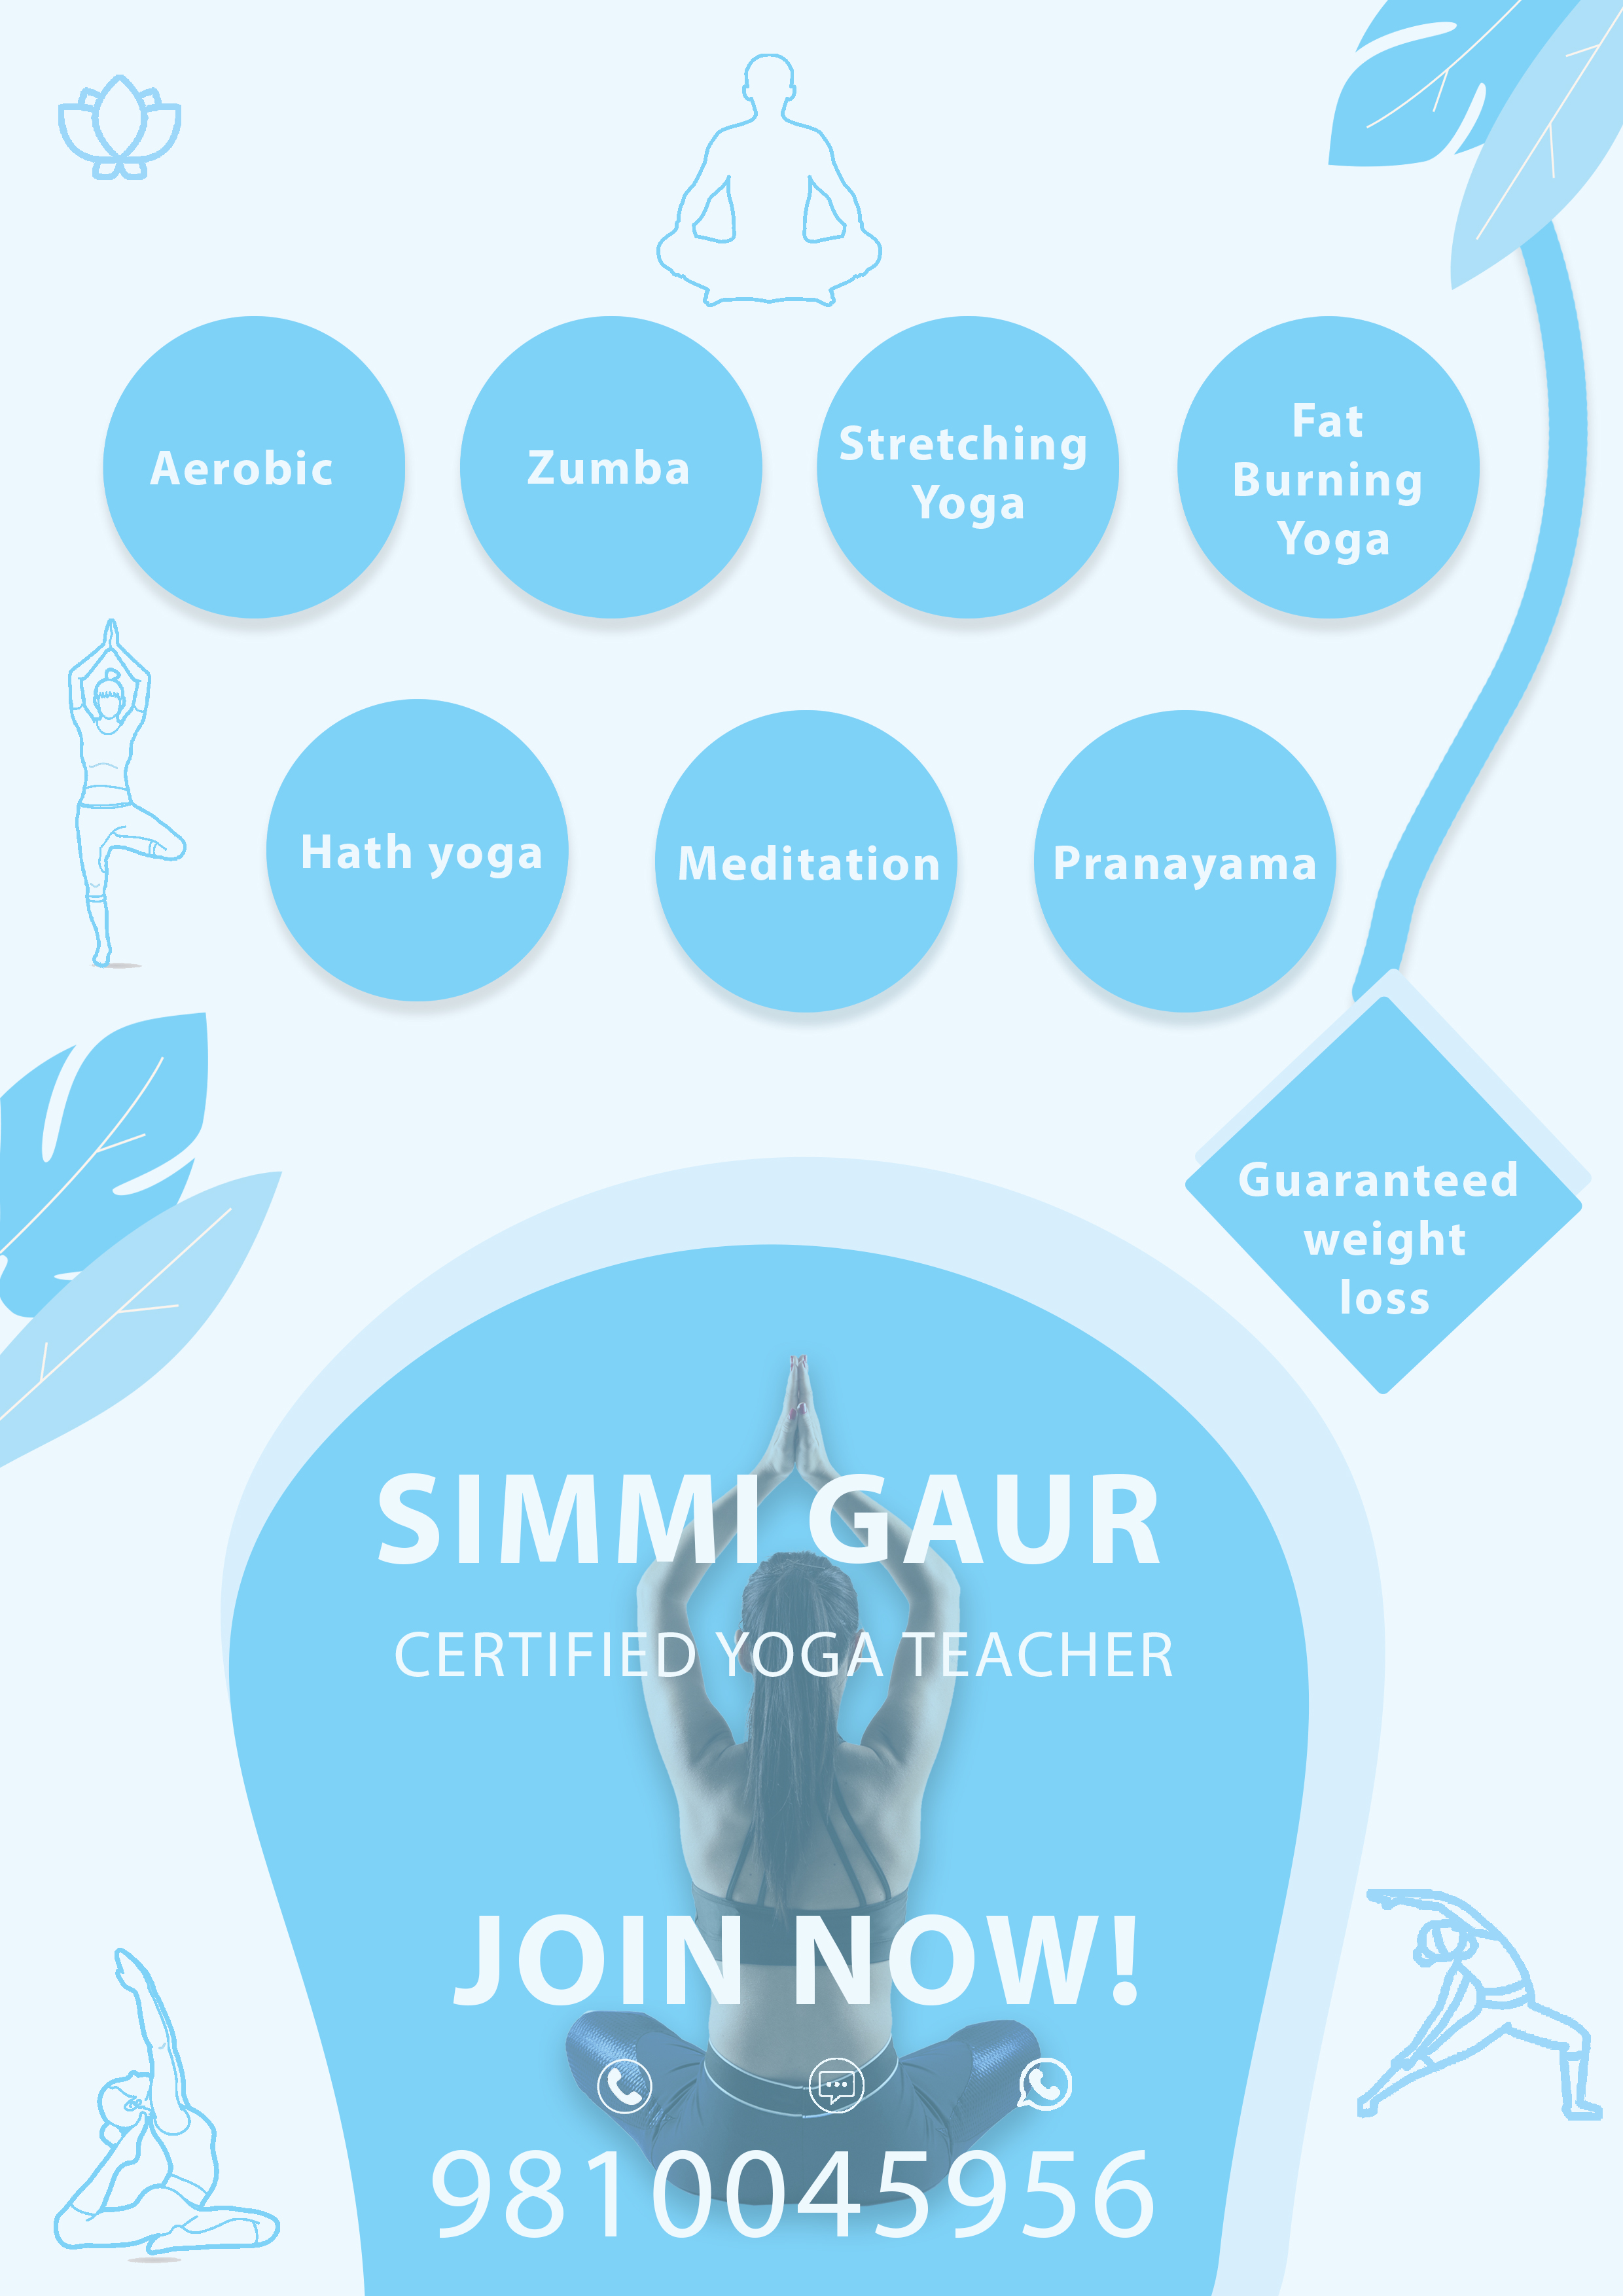 Aerobic
Zumba
Stretching
Yoga
Fat
Burning
Yoga
Hath yoga
Meditation
Pranayama
Guaranteed
weight
loss
SIMMI GAUR
CERTIFIED YOGA TEACHER
JOIN NOW!
9810045956